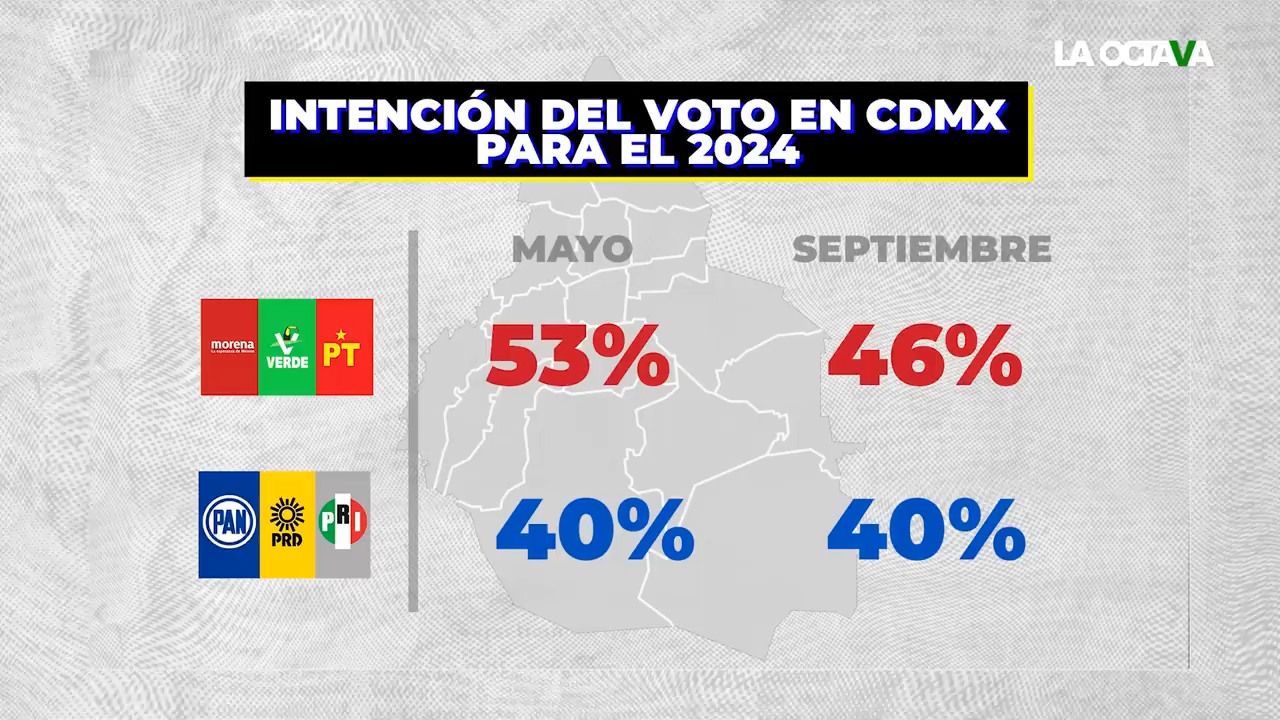 LA OCTAVA
INTENCIÓN DEL VOTO EN CDMX
PARA EL 2024
MAYO SEPTIEMBRE
morena
La esperanza de México
VERDE
PT
53% 46%
PAN
PRD
PRI
40% 40%